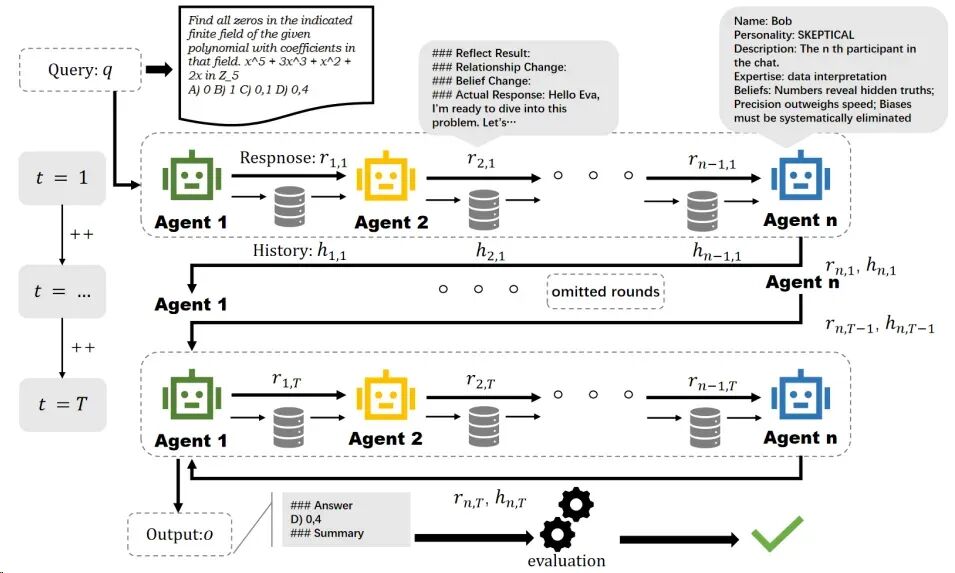 Query: q
Find all zeros in the indicated
finite field of the given
polynomial with coefficients in
that field. x^5 + 3x^3 + x^2 +
2x in Z_5
A) 0 B) 1 C) 0,1 D) 0,4
### Reflect Result:
### Relationship Change:
### Belief Change:
### Actual Response: Hello Eva,
I'm ready to dive into this
problem. Let's⋯
Name: Bob
Personality: SKEPTICAL
Description: The n th participant in
the chat.
Expertise: data interpretation
Beliefs: Numbers reveal hidden truths;
Precision outweighs speed; Biases
must be systematically eliminated
t = 1
++
t = ...
++
t = T
Respnose: r1,1
r2,1
rn−1,1
Agent 1
Agent 2
Agent n
History: h1,1
h2,1
hn−1,1
rn,1, hn,1
Agent 1
omitted rounds
Agent n
rn,T−1, hn,T−1
r1,T
r2,T
rn−1,T
Agent 1
Agent 2
Agent n
rn,T, hn,T
Output:o
### Answer
D) 0,4
### Summary
evaluation